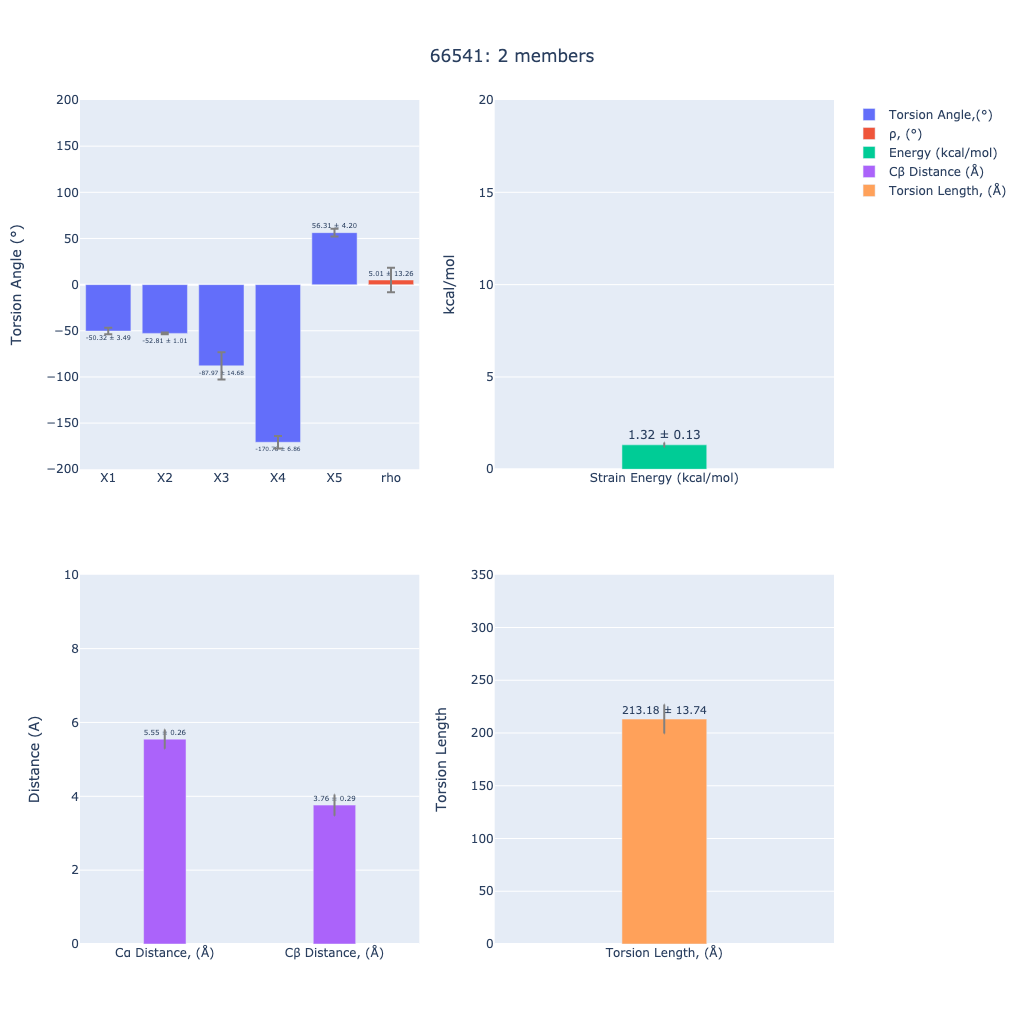 66541: 2 members
Torsion Angle (°)
200
150
100
50
0
−50
−100
−150
−200
-50.32 ± 3.49
-52.81 ± 1.01
-87.97 ± 14.68
56.31 ± 4.20
5.01 ± 13.26
X1 X2 X3 X4 X5 rho
kcal/mol
20
15
10
5
0
1.32 ± 0.13
Strain Energy (kcal/mol)
Torsion Angle,(°)
ρ, (°)
Energy (kcal/mol)
Cβ Distance (Å)
Torsion Length, (Å)
Distance (A)
10
8
6
4
2
0
5.55 ± 0.26
3.76 ± 0.29
Cα Distance, (Å) Cβ Distance, (Å)
Torsion Length
350
300
250
200
150
100
50
0
213.18 ± 13.74
Torsion Length, (Å)